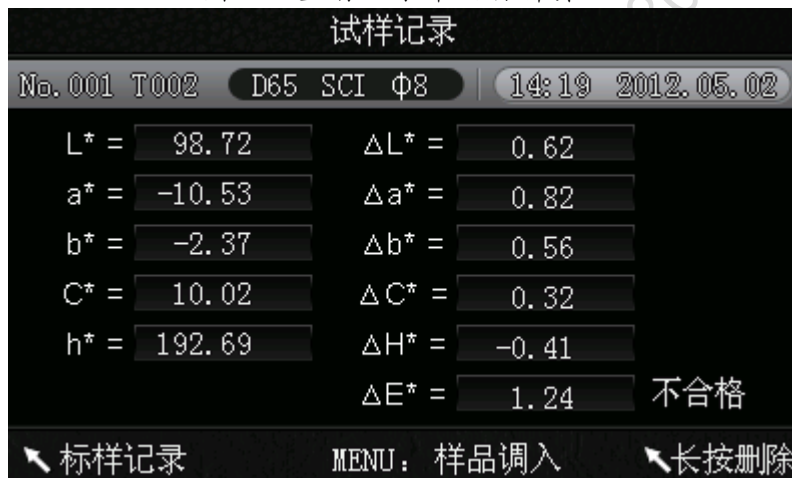 试样记录
No.001 T002 D65 SCI Φ8 14:19 2012.05.02
L* = 98.72 ΔL* = 0.62
a* = -10.53 Δa* = 0.82
b* = -2.37 Δb* = 0.56
C* = 10.02 ΔC* = 0.32
h* = 192.69 ΔH* = -0.41
ΔE* = 1.24 不合格
标样记录 MENU: 样品调入 长按删除